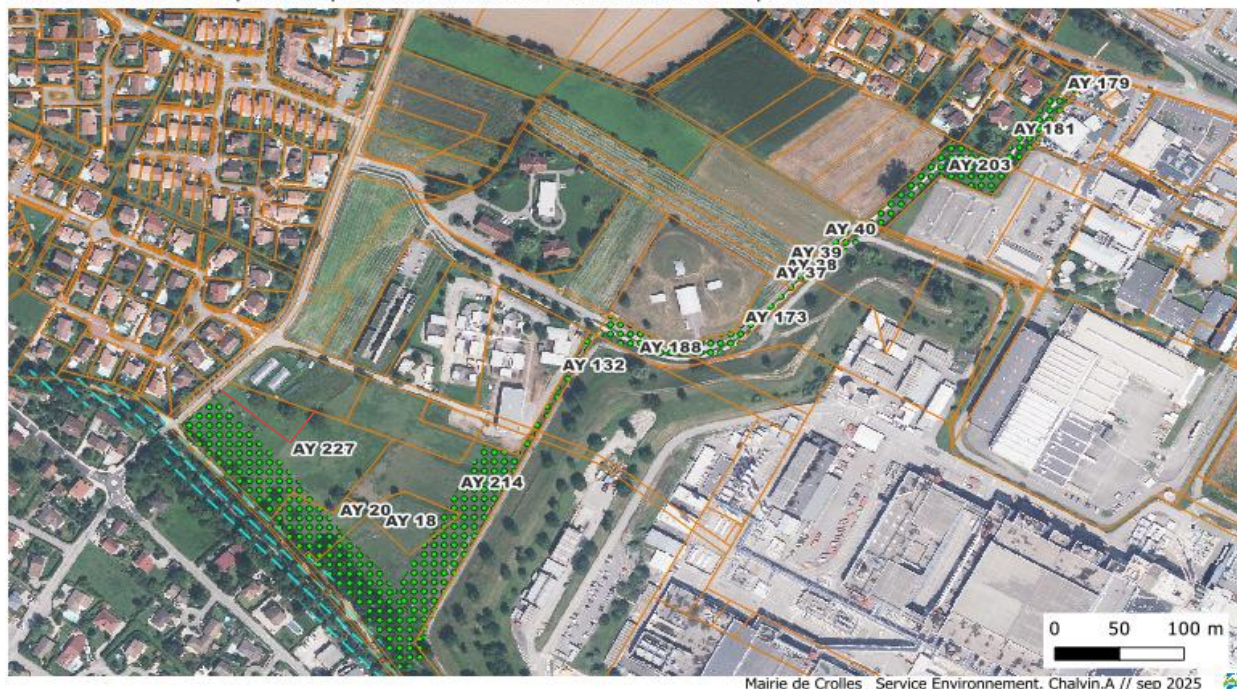 AY 179
AY 181
AY 203
AY 40
AY 39
AY 38
AY 37
AY 173
AY 188
AY 132
AY 227
AY 214
AY 20
AY 18
0 50 100 m
Mairie de Crolles Service Environnement, Chalvin.A // sep 2025